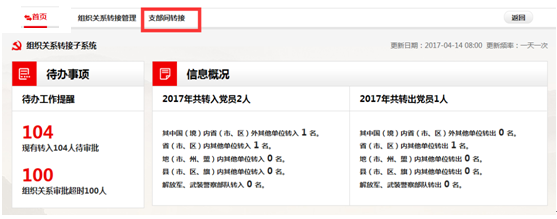 首页 组织关系转接管理 支部间转接 返回
组织关系转接子系统 更新日期：2017-04-14 08:00 更新频率：一天一次
待办事项
待办工作提醒
104
现有转入104人待审批
100
组织关系审批超时100人
信息概况
2017年共转入党员2人
其中国（境）内省（市、区）外其他单位转入 1 名。
省（市、区）内其他单位转入 1 名。
地（市、州、盟）内其他单位转入 0 名。
县（市、区、旗）内其他单位转入 0 名。
解放军、武装警察部队转入 0 名。
2017年共转出党员1人
其中国（境）内省（市、区）外其他单位转出 0 名。
省（市、区）内其他单位转出 1 名。
地（市、州、盟）内其他单位转出 0 名。
县（市、区、旗）内其他单位转出 0 名。
解放军、武装警察部队转出 0 名。